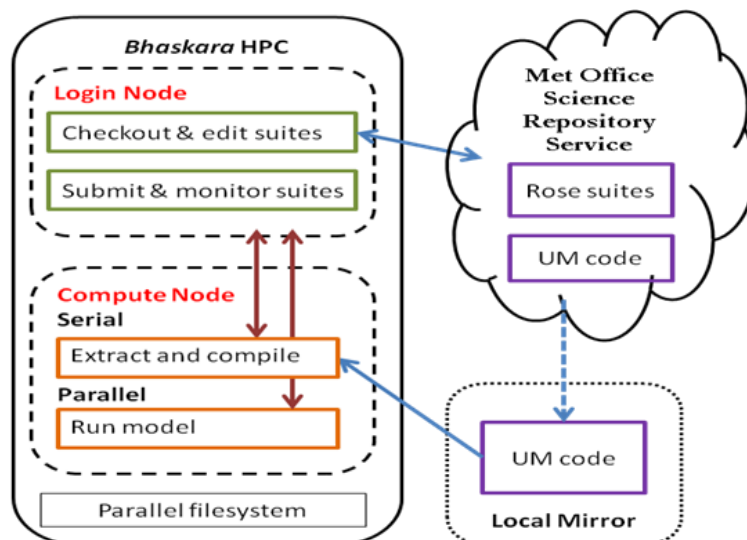 Bhaskara HPC
Login Node
Checkout & edit suites
Submit & monitor suites
Compute Node
Serial
Extract and compile
Parallel
Run model
Parallel filesystem
Met Office
Science
Repository
Service
Rose suites
UM code
UM code
Local Mirror